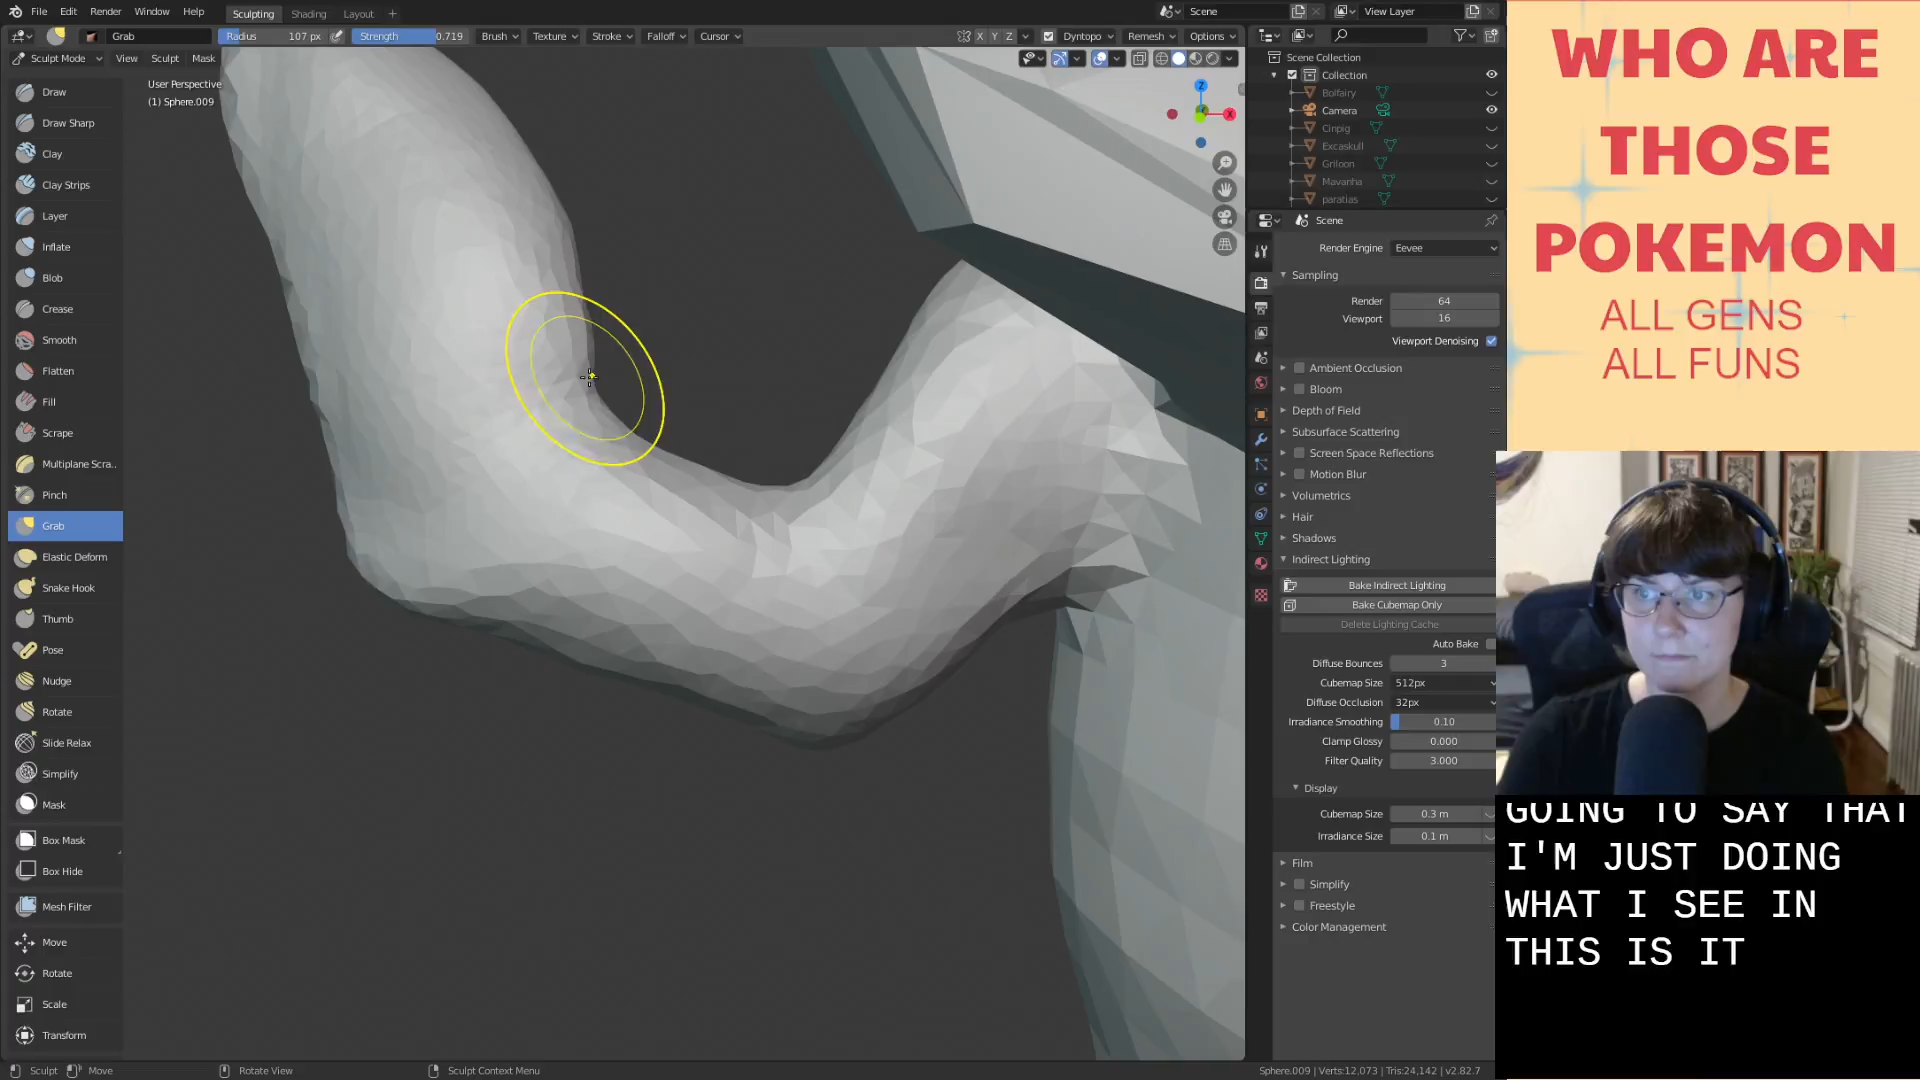 File Edit Render Window Help Sculpting Shading Layout + Scene View Layer
Grab Radius 107 px Strength 0.719 Brush Texture Stroke Falloff Cursor X Y Z Dyntopo Remesh Options
Sculpt Mode View Sculpt Mask
User Perspective
(1) Sphere.009
Draw
Draw Sharp
Clay
Clay Strips
Layer
Inflate
Blob
Crease
Smooth
Flatten
Fill
Scrape
Multiplane Scra..
Pinch
Grab
Elastic Deform
Snake Hook
Thumb
Pose
Nudge
Rotate
Slide Relax
Simplify
Mask
Box Mask
Box Hide
Mesh Filter
Move
Rotate
Scale
Transform
Z
X
Scene Collection
Collection
Bolfairy
Camera
Cinpig
Excaskull
Griloon
Mavanha
paratias
Scene
Render Engine Eevee
Sampling
Render 64
Viewport 16
Viewport Denoising
Ambient Occlusion
Bloom
Depth of Field
Subsurface Scattering
Screen Space Reflections
Motion Blur
Volumetrics
Hair
Shadows
Indirect Lighting
Bake Indirect Lighting
Bake Cubemap Only
Delete Lighting Cache
Auto Bake
Diffuse Bounces 3
Cubemap Size 512px
Diffuse Occlusion 32px
Irradiance Smoothing 0.10
Clamp Glossy 0.000
Filter Quality 3.000
Display
Cubemap Size 0.3 m
Irradiance Size 0.1 m
Film
Simplify
Freestyle
Color Management
WHO ARE
THOSE
POKEMON
ALL GENS
ALL FUNS
GOING TO SAY THAT
I'M JUST DOING
WHAT I SEE IN
THIS IS IT
Sculpt Move Rotate View Sculpt Context Menu Sphere.009 | Verts:12,073 | Tris:24,142 | v2.82.7